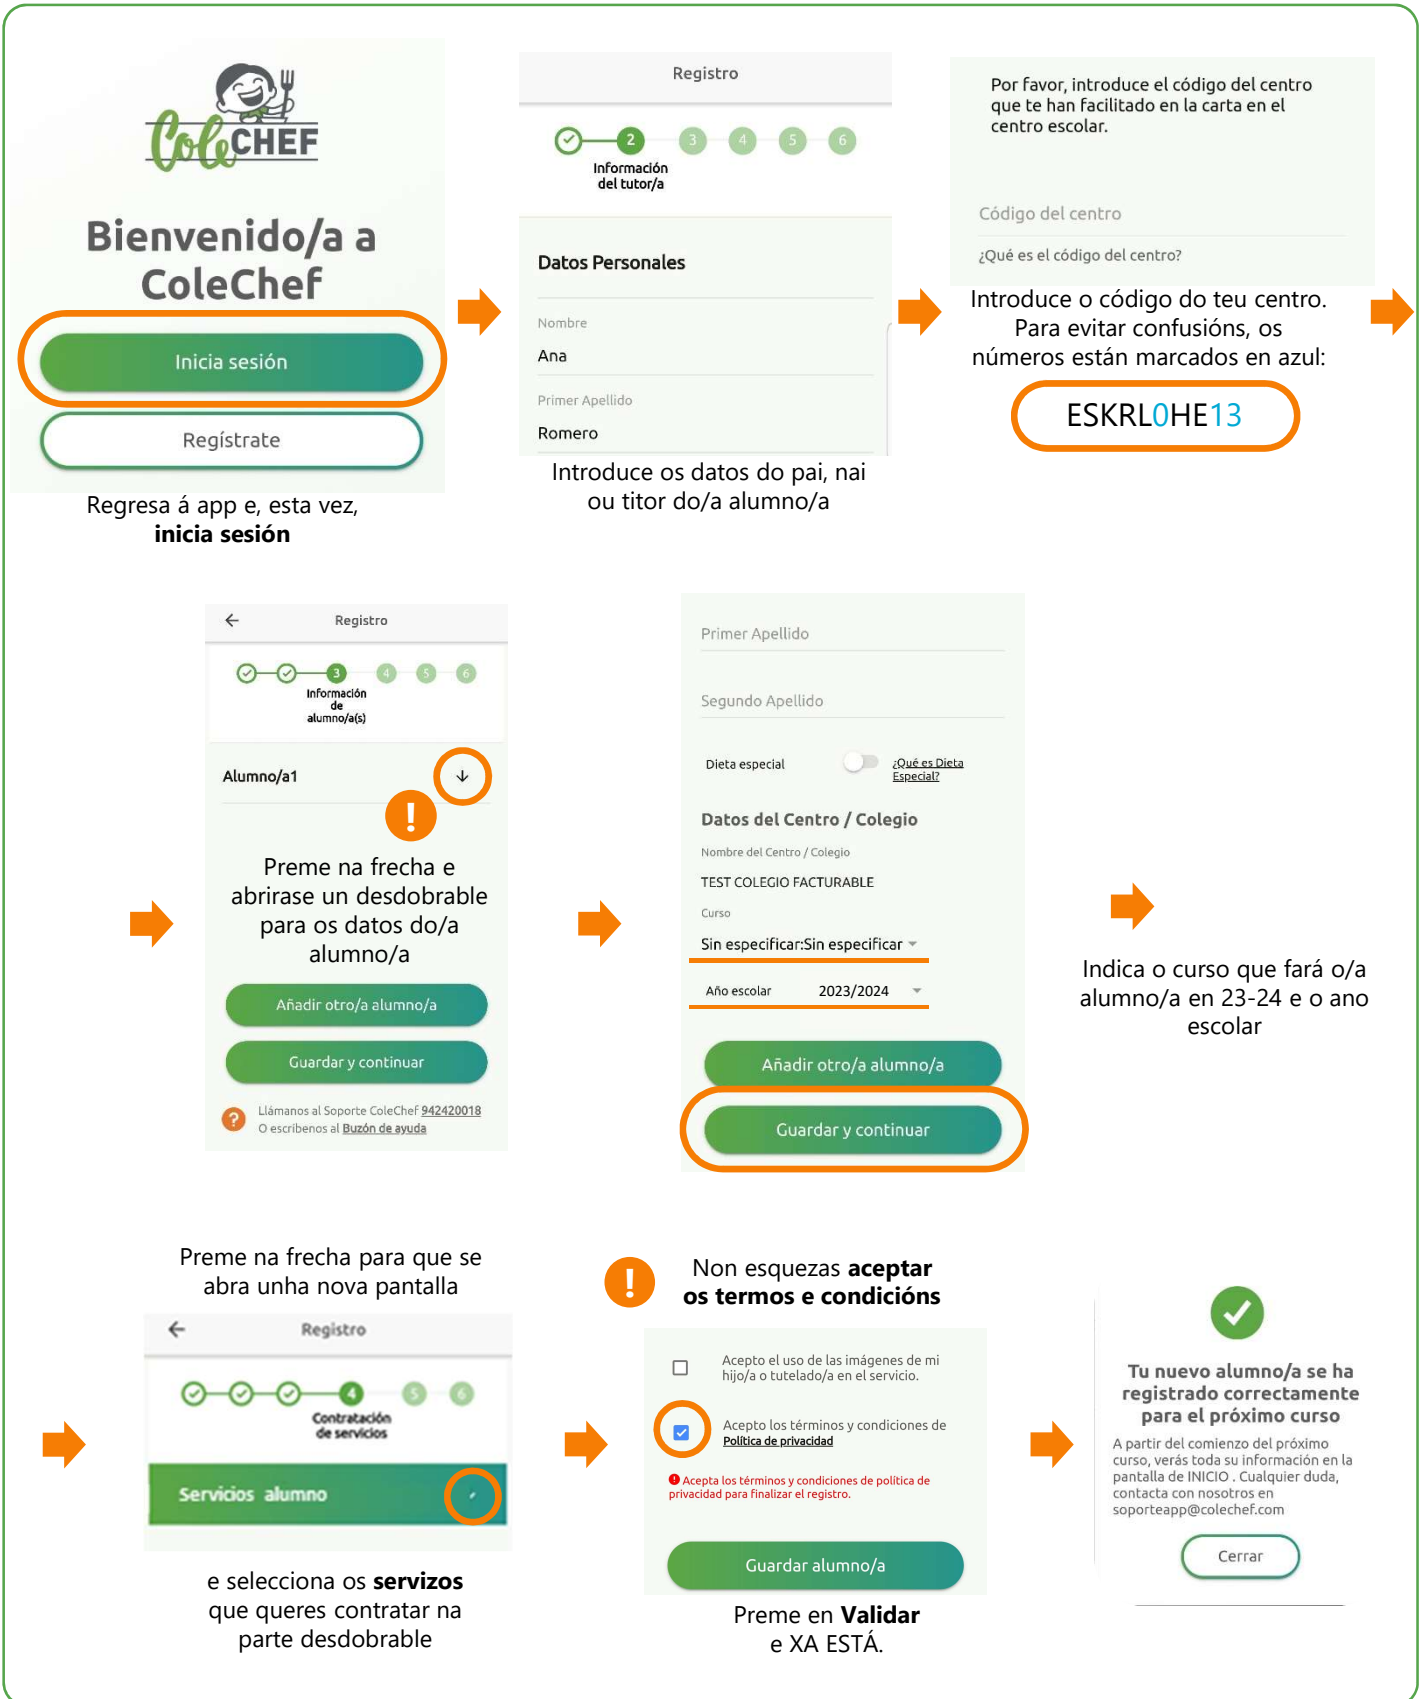 ColeCHEF
Bienvenido/a a
ColeChef
Inicia sesión
Regístrate
Regresa á app e, esta vez,
inicia sesión
Registro
2 3 4 5 6
Información
del tutor/a
Datos Personales
Nombre
Ana
Primer Apellido
Romero
Introduce os datos do pai, nai
ou titor do/a alumno/a
Por favor, introduce el código del centro
que te han facilitado en la carta en el
centro escolar.
Código del centro
¿Qué es el código del centro?
Introduce o código do teu centro.
Para evitar confusións, os
números están marcados en azul:
ESKRL0HE13
Registro
3 4 5 6
Información
de
alumno/a(s)
Alumno/a1
!
Preme na frecha e
abrirase un desdobrable
para os datos do/a
alumno/a
Añadir otro/a alumno/a
Guardar y continuar
? Llámanos al Soporte ColeChef 942420018
O escríbenos al Buzón de ayuda
Primer Apellido
Segundo Apellido
Dieta especial ¿Qué es Dieta
Especial?
Datos del Centro / Colegio
Nombre del Centro / Colegio
TEST COLEGIO FACTURABLE
Curso
Sin especificar:Sin especificar
Año escolar 2023/2024
Añadir otro/a alumno/a
Guardar y continuar
Indica o curso que fará o/a
alumno/a en 23-24 e o ano
escolar
Preme na frecha para que se
abra unha nova pantalla
Registro
4 5 6
Contratación
de servicios
Servicios alumno
e selecciona os servizos
que queres contratar na
parte desdobrable
!
Non esquezas aceptar
os termos e condicións
Acepto el uso de las imágenes de mi
hijo/a o tutelado/a en el servicio.
Acepto los términos y condiciones de
Política de privacidad
! Acepta los términos y condiciones de política de
privacidad para finalizar el registro.
Guardar alumno/a
Preme en Validar
e XA ESTÁ.
Tu nuevo alumno/a se ha
registrado correctamente
para el próximo curso
A partir del comienzo del próximo
curso, verás toda su información en la
pantalla de INICIO . Cualquier duda,
contacta con nosotros en
soporteapp@colechef.com
Cerrar